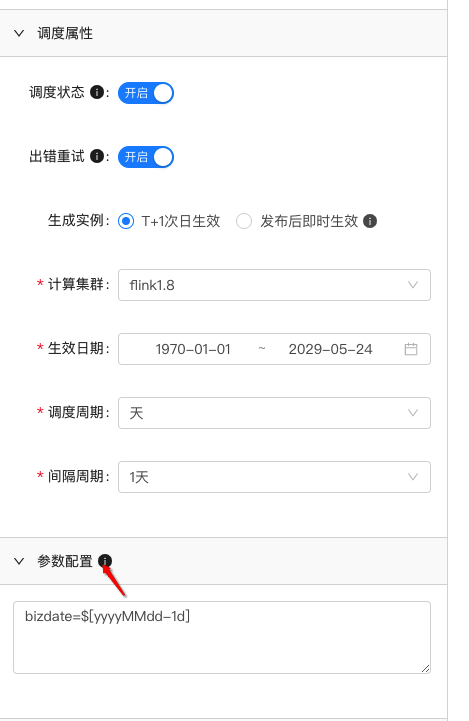 调度属性
调度状态 : 开启
出错重试 : 开启
生成实例 : T+1次日生效 发布后即时生效
* 计算集群 : flink1.8
* 生效日期 : 1970-01-01 ~ 2029-05-24
* 调度周期 : 天
* 间隔周期 : 1天
参数配置
bizdate=$[yyyyMMdd-1d]